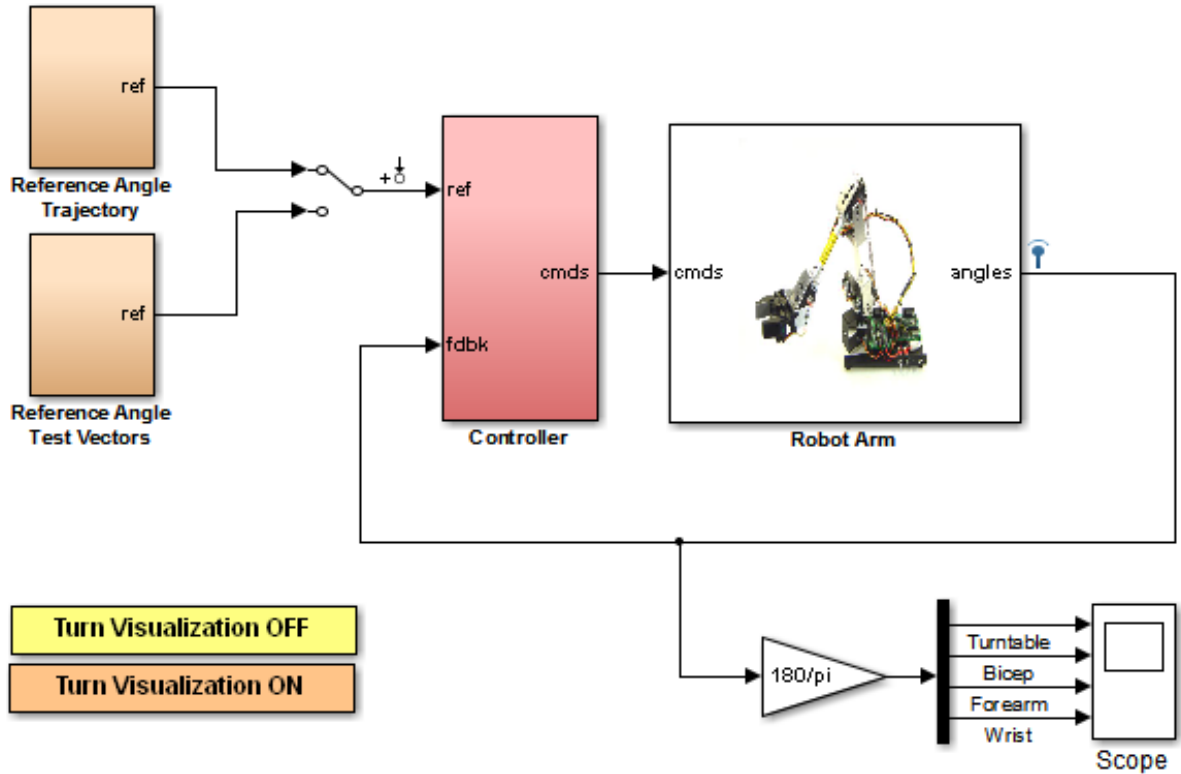 ref
Reference Angle
Trajectory
ref
Reference Angle
Test Vectors
+
ref
cmds
fdbk
Controller
cmds
angles
Robot Arm
Turn Visualization OFF
Turn Visualization ON
180/pi
Turntable
Bicep
Forearm
Wrist
Scope